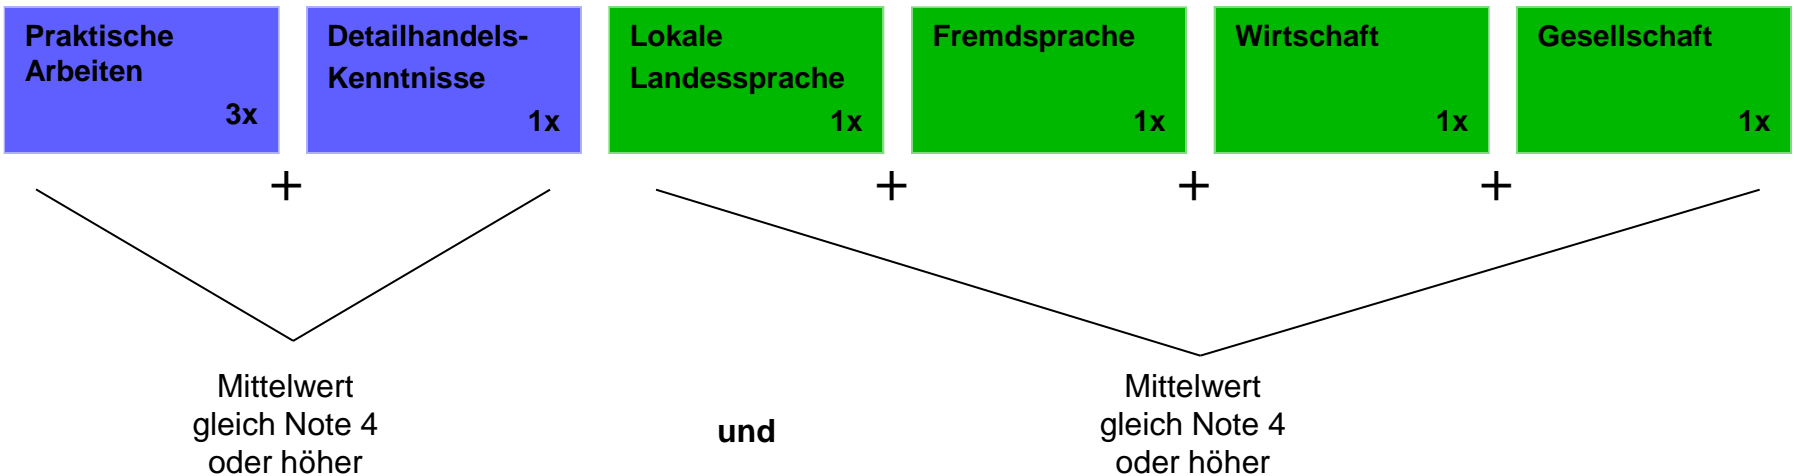 Praktische
Arbeiten
3x
Detailhandels-
Kenntnisse
1x
Lokale
Landessprache
1x
Fremdsprache
1x
Wirtschaft
1x
Gesellschaft
1x
+
+
+
+
Mittelwert
gleich Note 4
oder höher
und
Mittelwert
gleich Note 4
oder höher